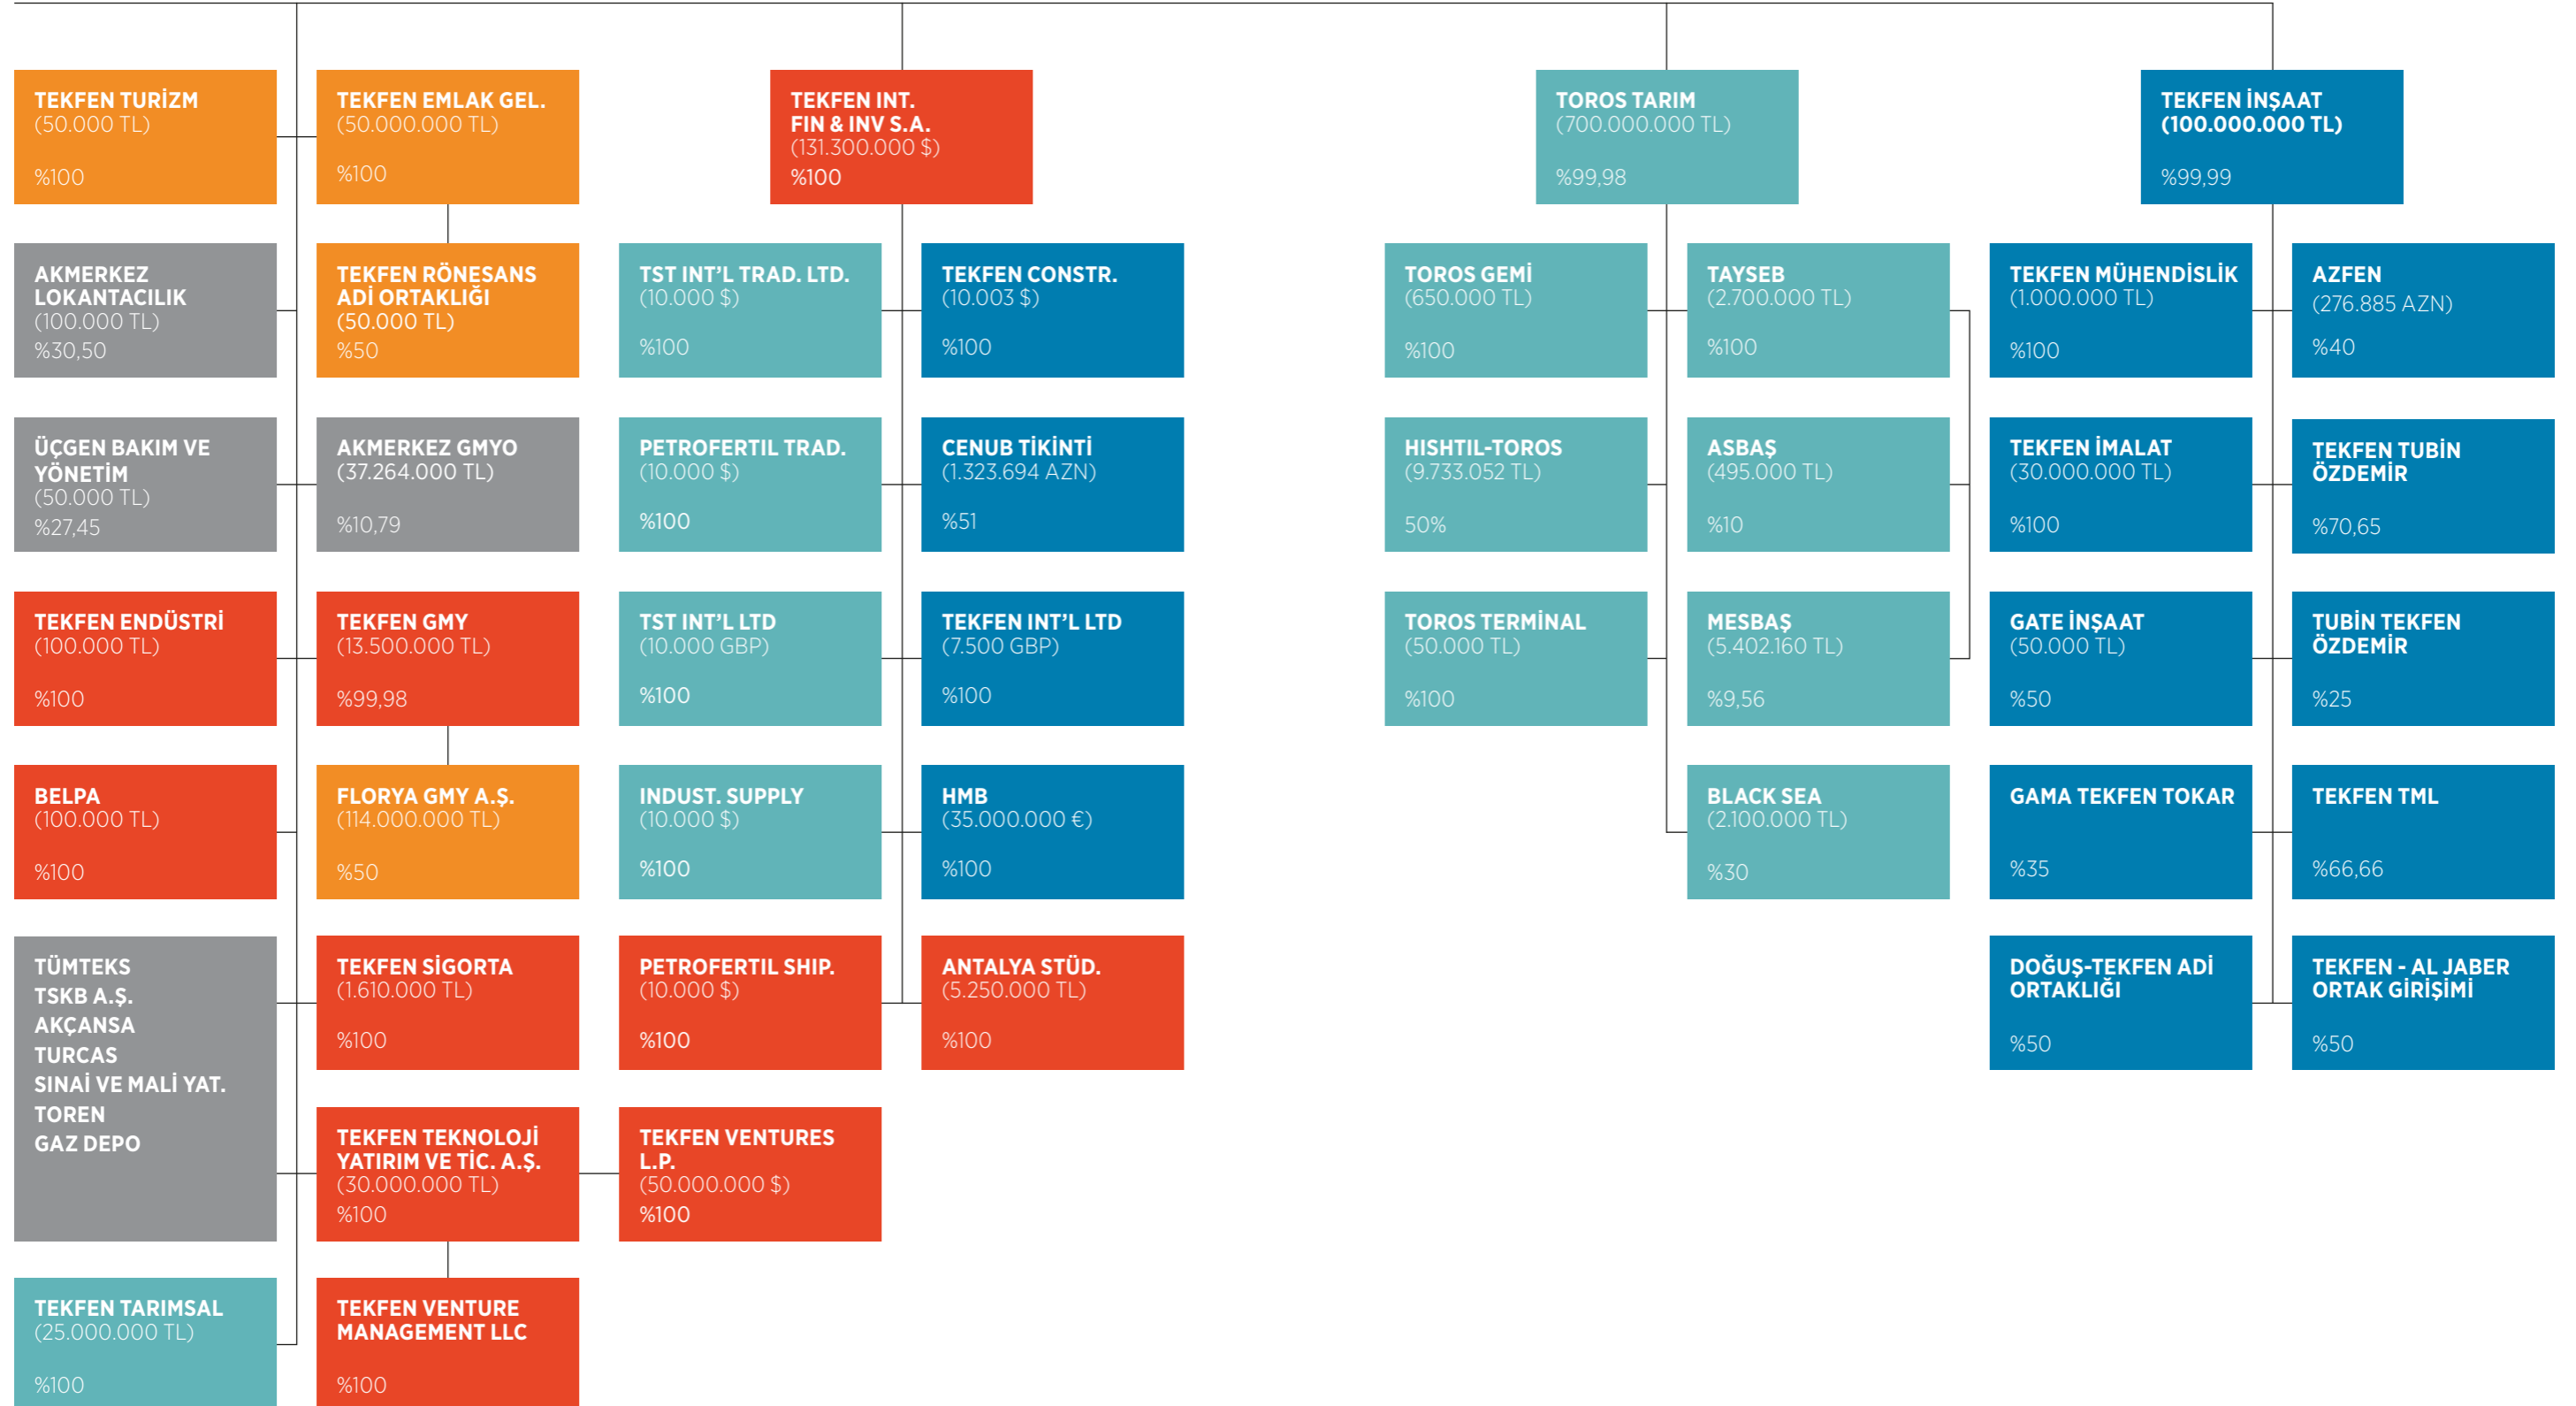 TEKFEN TURİZM
(50.000 TL)
%100
TEKFEN EMLAK GEL.
(50.000.000 TL)
%100
TEKFEN INT.
FIN & INV S.A.
(131.300.000 $)
%100
TOROS TARIM
(700.000.000 TL)
%99,98
TEKFEN İNŞAAT
(100.000.000 TL)
%99,99
AKMERKEZ
LOKANTACILIK
(100.000 TL)
%30,50
TEKFEN RÖNESANS
ADİ ORTAKLIĞI
(50.000 TL)
%50
TST INT’L TRAD. LTD.
(10.000 $)
%100
TEKFEN CONSTR.
(10.003 $)
%100
TOROS GEMİ
(650.000 TL)
%100
TAYSEB
(2.700.000 TL)
%100
TEKFEN MÜHENDİSLİK
(1.000.000 TL)
%100
AZFEN
(276.885 AZN)
%40
ÜÇGEN BAKIM VE
YÖNETİM
(50.000 TL)
%27,45
AKMERKEZ GMYO
(37.264.000 TL)
%10,79
PETROFERTIL TRAD.
(10.000 $)
%100
CENUB TİKİNTİ
(1.323.694 AZN)
%51
HISHTIL-TOROS
(9.733.052 TL)
50%
ASBAŞ
(495.000 TL)
%10
TEKFEN İMALAT
(30.000.000 TL)
%100
TEKFEN TUBİN
ÖZDEMİR
%70,65
TEKFEN ENDÜSTRİ
(100.000 TL)
%100
TEKFEN GMY
(13.500.000 TL)
%99,98
TST INT’L LTD
(10.000 GBP)
%100
TEKFEN INT’L LTD
(7.500 GBP)
%100
TOROS TERMİNAL
(50.000 TL)
%100
MESBAŞ
(5.402.160 TL)
%9,56
GATE İNŞAAT
(50.000 TL)
%50
TUBİN TEKFEN
ÖZDEMİR
%25
BELPA
(100.000 TL)
%100
FLORYA GMY A.Ş.
(114.000.000 TL)
%50
INDUST. SUPPLY
(10.000 $)
%100
HMB
(35.000.000 €)
%100
BLACK SEA
(2.100.000 TL)
%30
GAMA TEKFEN TOKAR
%35
TEKFEN TML
%66,66
TÜMTEKS
TSKB A.Ş.
AKÇANSA
TURCAS
SINAİ VE MALİ YAT.
TOREN
GAZ DEPO
TEKFEN SİGORTA
(1.610.000 TL)
%100
PETROFERTIL SHIP.
(10.000 $)
%100
ANTALYA STÜD.
(5.250.000 TL)
%100
DOĞUŞ-TEKFEN ADİ
ORTAKLIĞI
%50
TEKFEN - AL JABER
ORTAK GİRİŞİMİ
%50
TEKFEN TEKNOLOJİ
YATIRIM VE TİC. A.Ş.
(30.000.000 TL)
%100
TEKFEN VENTURES
L.P.
(50.000.000 $)
%100
TEKFEN TARIMSAL
(25.000.000 TL)
%100
TEKFEN VENTURE
MANAGEMENT LLC
%100